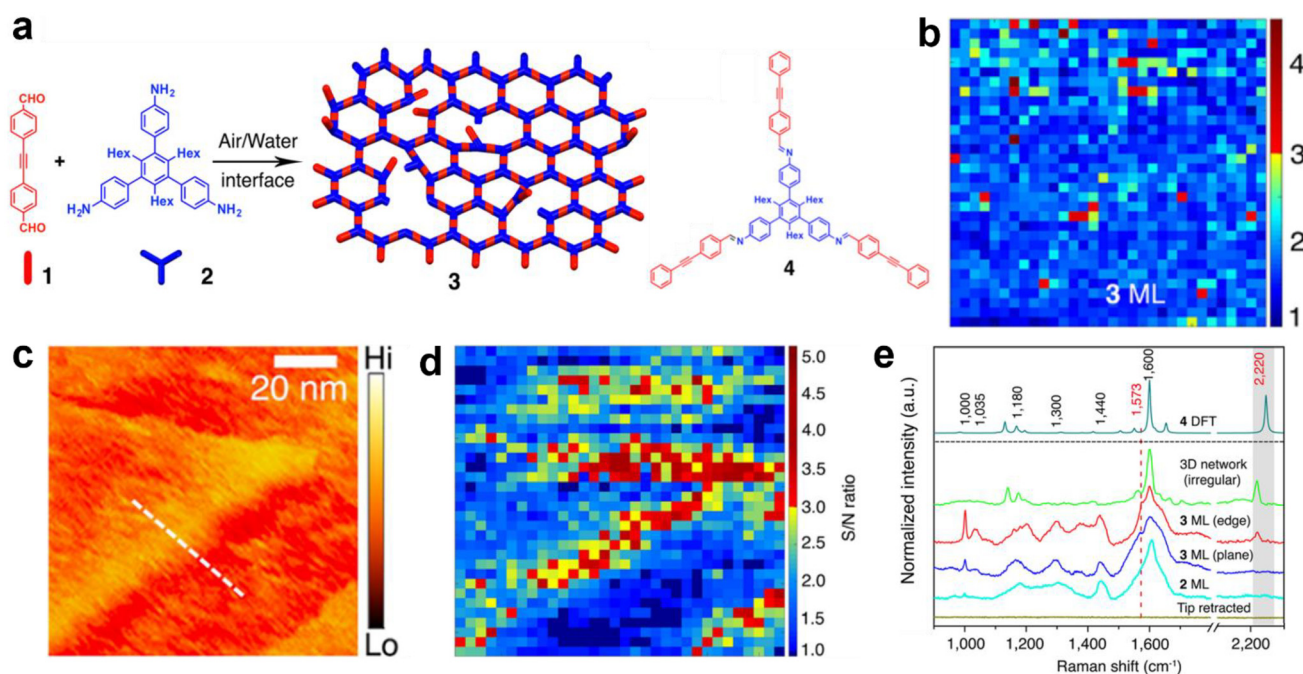 a
CHO
CHO
1
+
NH₂
Hex
Hex
H₂N
Hex
NH₂
2
Air/Water
interface
3
N
Hex
Hex
N
Hex
N
4
b
3 ML
4
3
2
1
c
20 nm
Hi
Lo
d
5.0
4.5
4.0
3.5
3.0
2.5
2.0
1.5
1.0
S/N ratio
e
Normalized intensity (a.u.)
1,000
1,035
1,180
1,300
1,440
1,573
1,600
2,220
4 DFT
3D network
(irregular)
3 ML (edge)
3 ML (plane)
2 ML
Tip retracted
1,000
1,200
1,400
1,600
2,200
Raman shift (cm⁻¹)